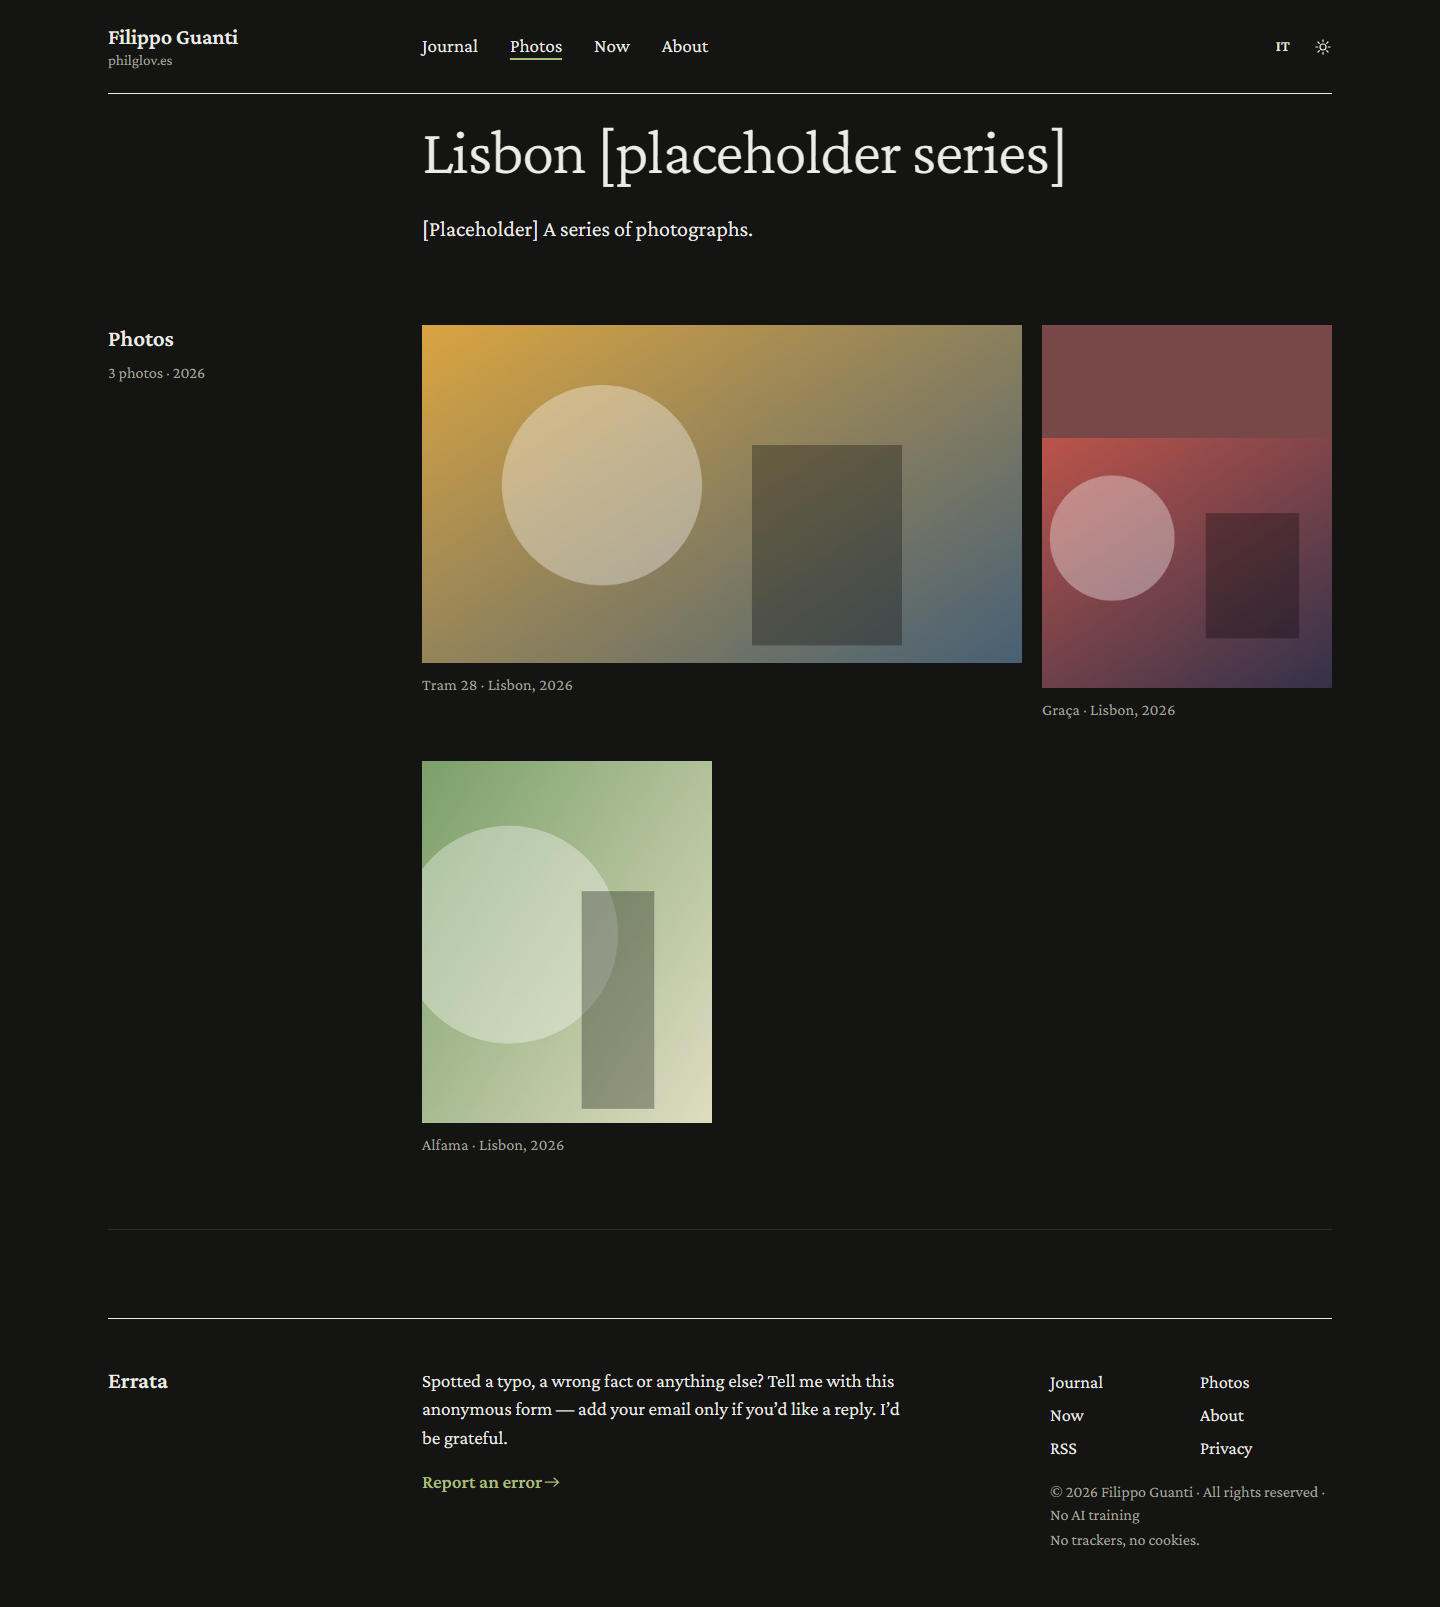 Filippo Guanti
philglov.es
Journal
Photos
Now
About
IT
Lisbon [placeholder series]
[Placeholder] A series of photographs.
Photos
3 photos · 2026
Tram 28 · Lisbon, 2026
Graça · Lisbon, 2026
Alfama · Lisbon, 2026
Errata
Spotted a typo, a wrong fact or anything else? Tell me with this
anonymous form — add your email only if you’d like a reply. I’d
be grateful.
Report an error→
Journal
Photos
Now
About
RSS
Privacy
© 2026 Filippo Guanti · All rights reserved ·
No AI training
No trackers, no cookies.